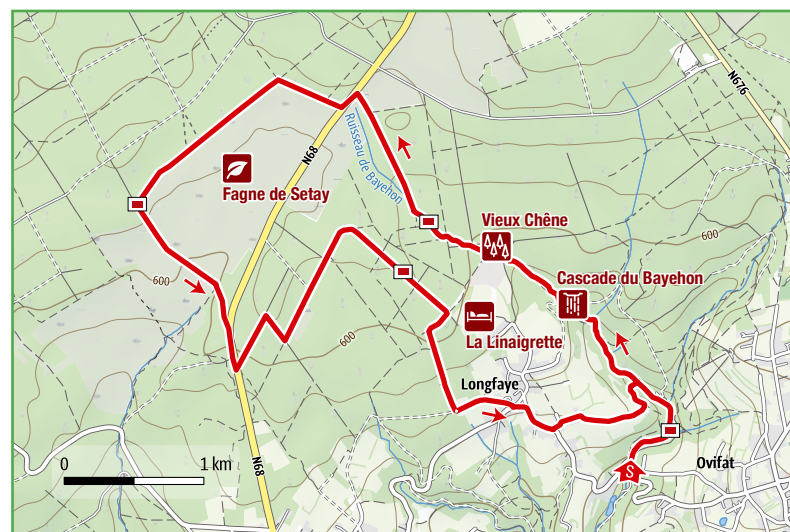 N676
Ruisseau de Bayehon
N68
Fagne de Setay
Vieux Chêne
600
Cascade du Bayehon
600
600
La Linaigrette
Longfaye
0 1 km
N68
S
Ovifat